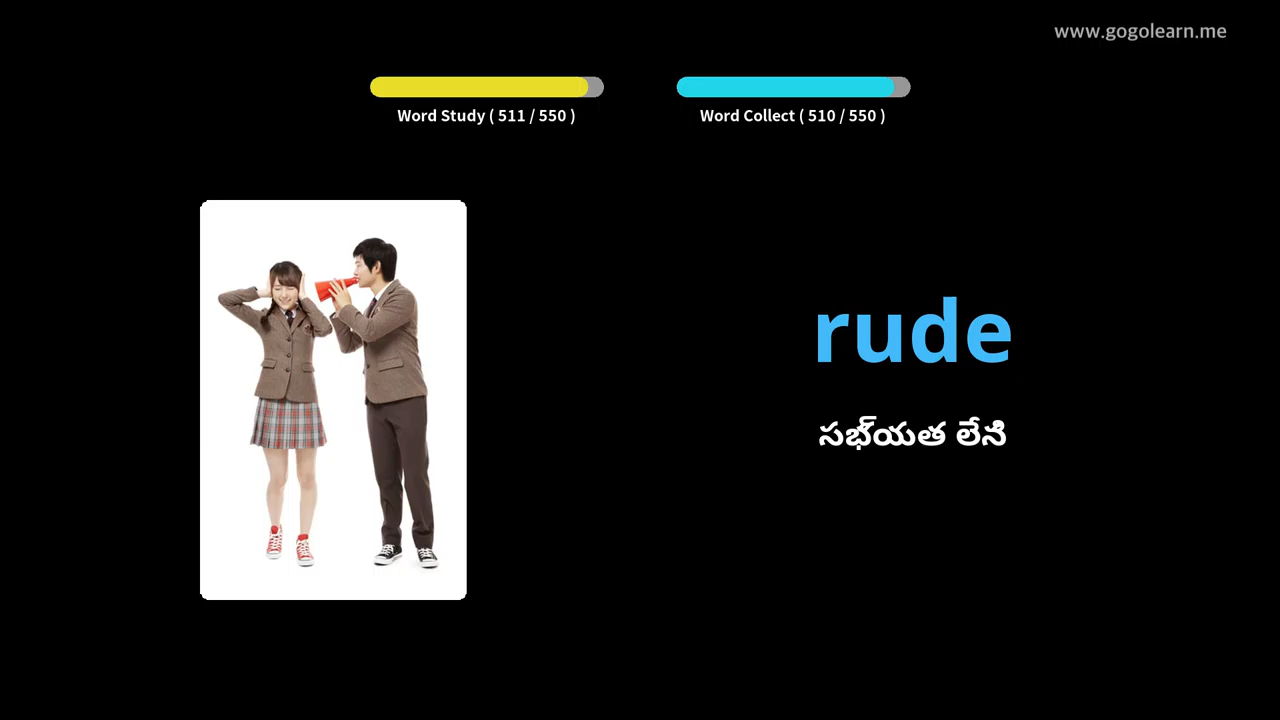 www.gogolearn.me
Word Study ( 511 / 550 )
Word Collect ( 510 / 550 )
rude
సభ్యత లేని